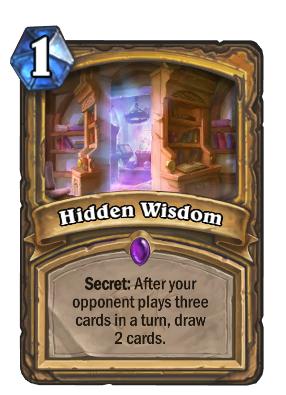 1
Hidden Wisdom
Secret: After your
opponent plays three
cards in a turn, draw
2 cards.